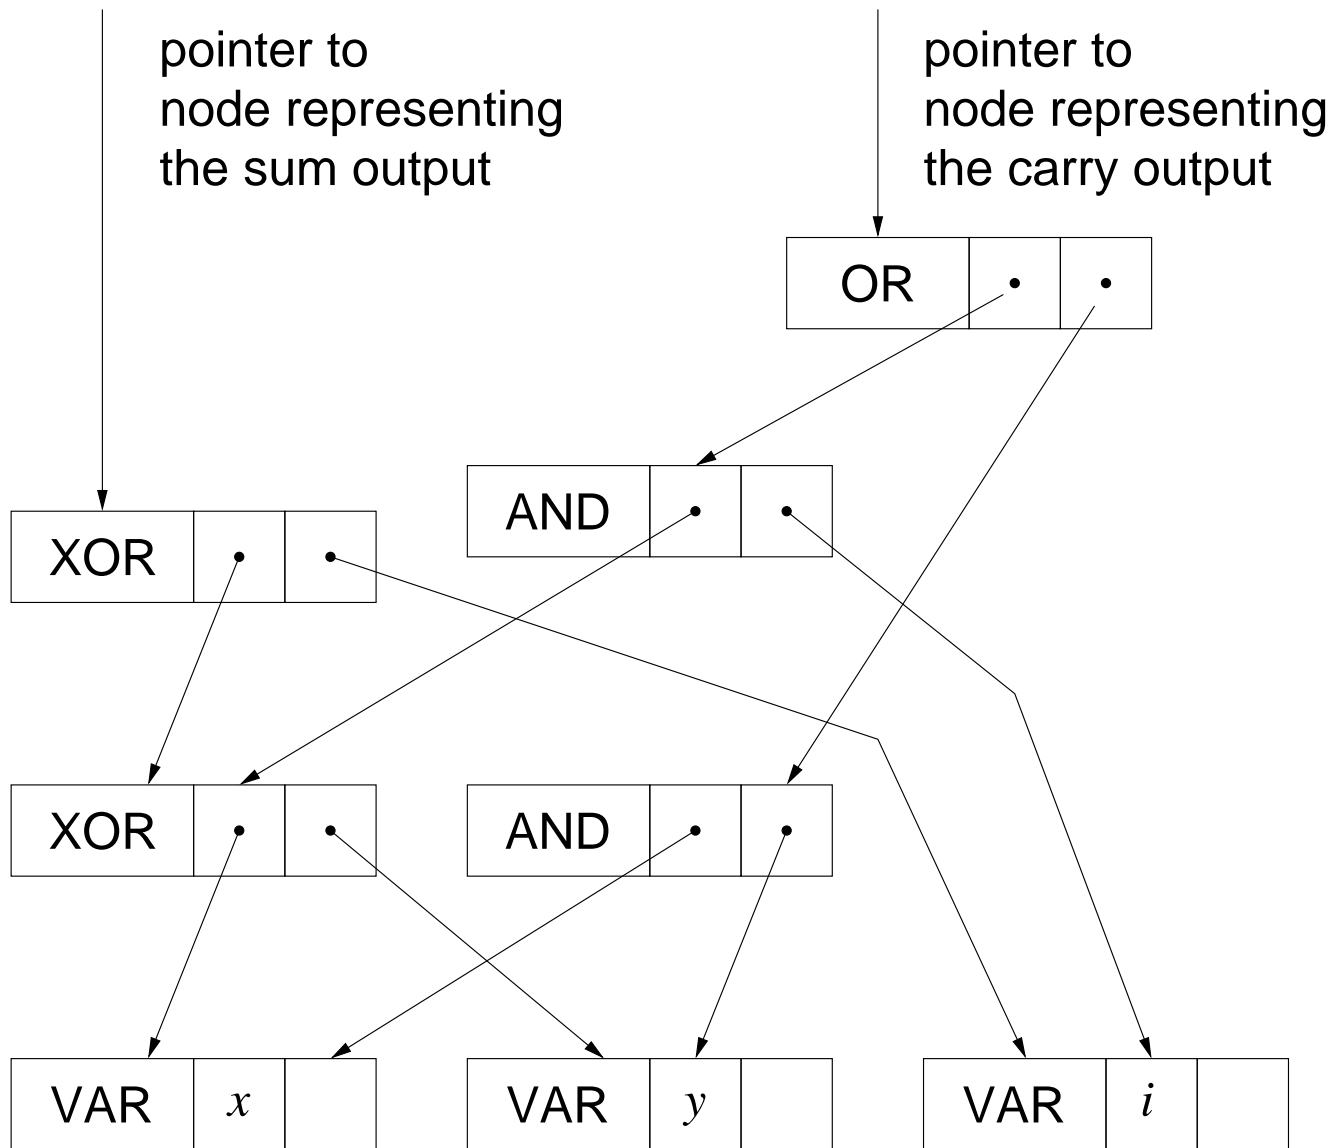 pointer to
node representing
the sum output
pointer to
node representing
the carry output
OR
AND
XOR
XOR
AND
VAR x
VAR y
VAR i